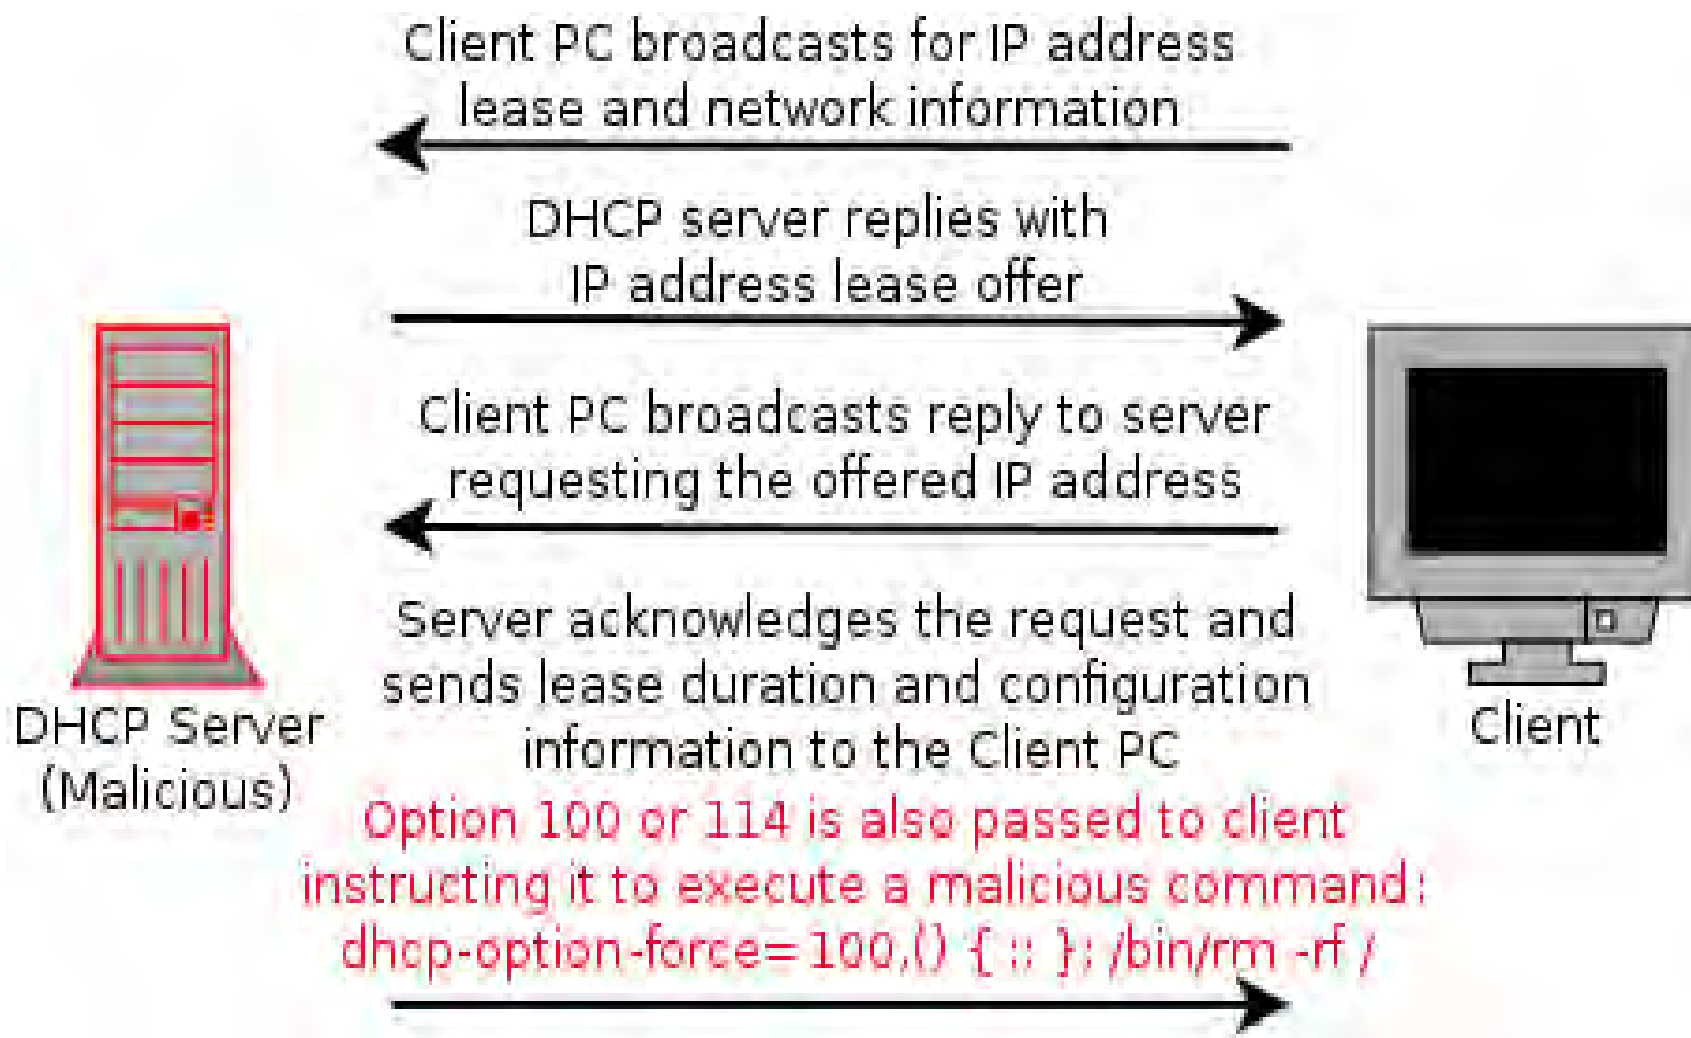 Client PC broadcasts for IP address
lease and network information
DHCP server replies with
IP address lease offer
Client PC broadcasts reply to server
requesting the offered IP address
Server acknowledges the request and
sends lease duration and configuration
information to the Client PC
Option 100 or 114 is also passed to client
instructing it to execute a malicious command:
dhcp-option-force=100,() { :; }; /bin/rm -rf /
DHCP Server
(Malicious)
Client